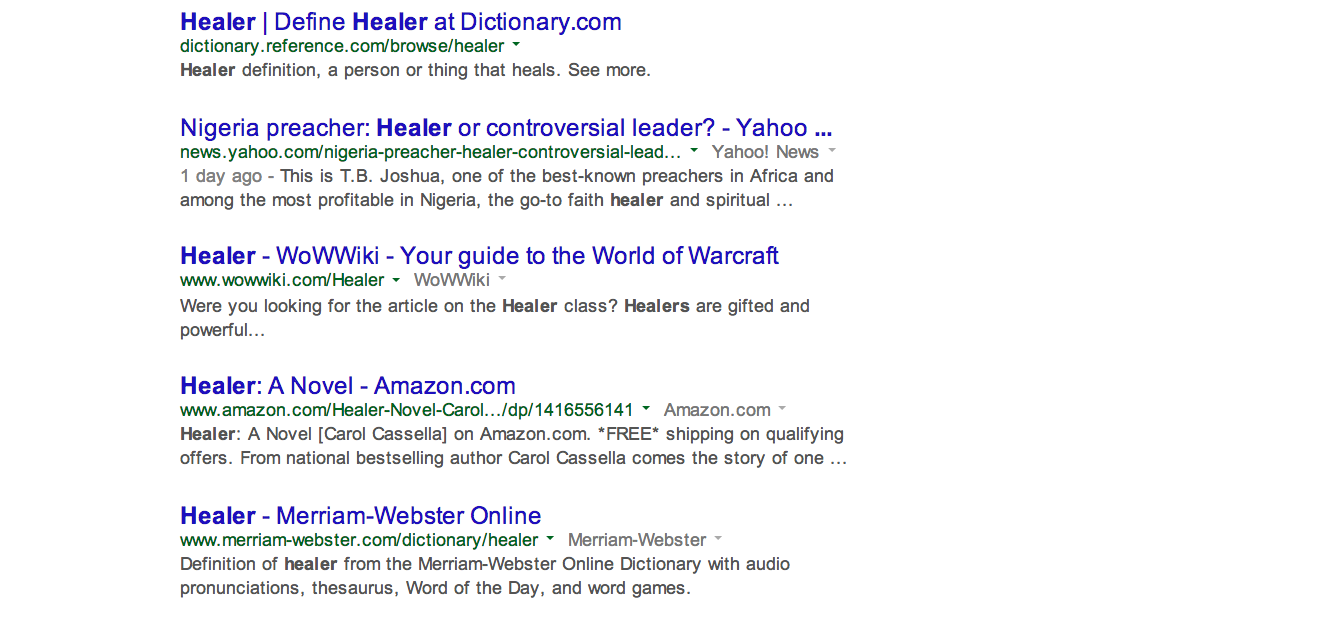 Healer | Define Healer at Dictionary.com
dictionary.reference.com/browse/healer
Healer definition, a person or thing that heals. See more.
Nigeria preacher: Healer or controversial leader? - Yahoo ...
news.yahoo.com/nigeria-preacher-healer-controversial-lead... Yahoo! News
1 day ago - This is T.B. Joshua, one of the best-known preachers in Africa and
among the most profitable in Nigeria, the go-to faith healer and spiritual ...
Healer - WoWWiki - Your guide to the World of Warcraft
www.wowwiki.com/Healer WoWWiki
Were you looking for the article on the Healer class? Healers are gifted and
powerful...
Healer: A Novel - Amazon.com
www.amazon.com/Healer-Novel-Carol.../dp/1416556141 Amazon.com
Healer: A Novel [Carol Cassella] on Amazon.com. *FREE* shipping on qualifying
offers. From national bestselling author Carol Cassella comes the story of one ...
Healer - Merriam-Webster Online
www.merriam-webster.com/dictionary/healer Merriam-Webster
Definition of healer from the Merriam-Webster Online Dictionary with audio
pronunciations, thesaurus, Word of the Day, and word games.